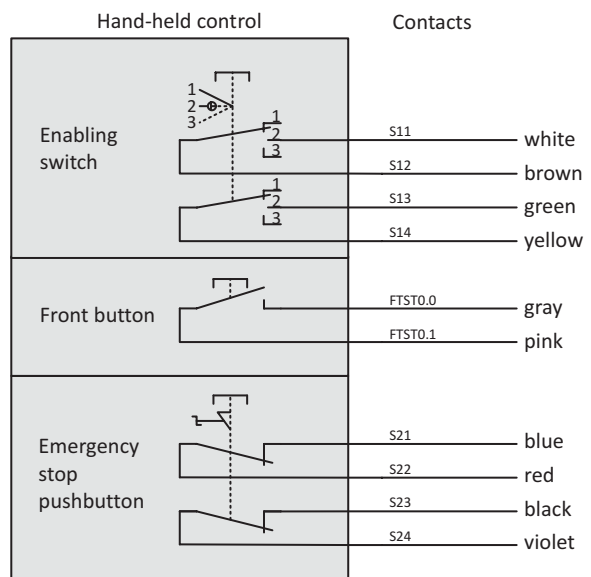 Hand-held control
Contacts
Enabling
switch
1
2
3
1
2
3
1
2
3
S11
white
S12
brown
S13
green
S14
yellow
Front button
FTST0.0
gray
FTST0.1
pink
Emergency
stop
pushbutton
S21
blue
S22
red
S23
black
S24
violet